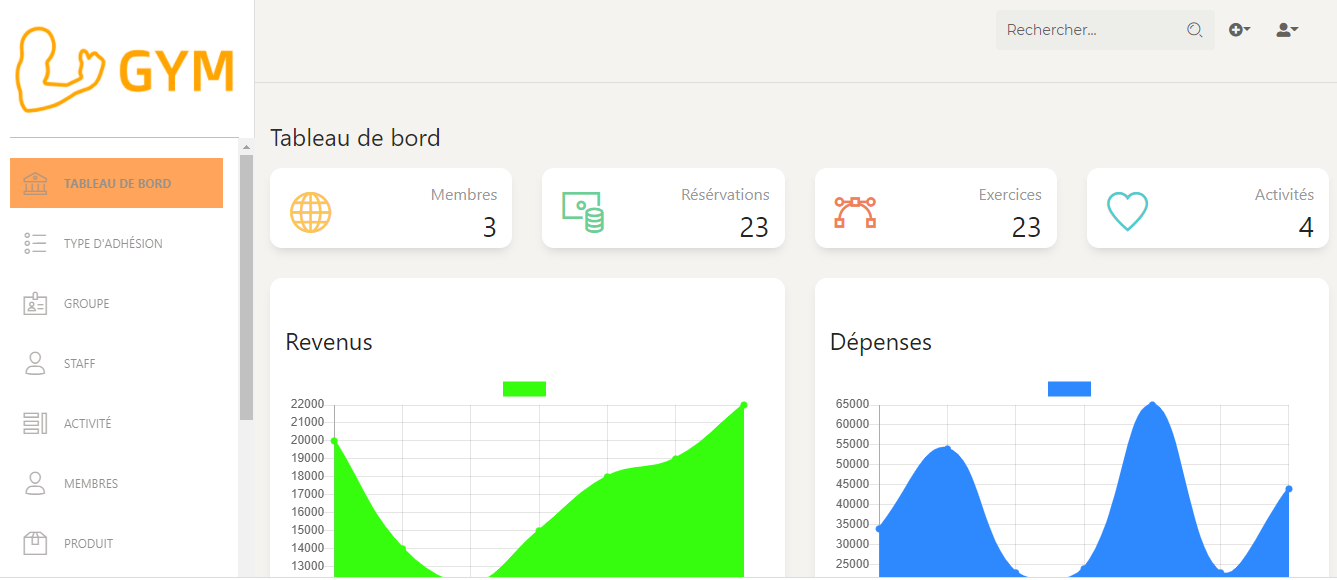 GYM
Rechercher...
TABLEAU DE BORD
TYPE D'ADHÉSION
GROUPE
STAFF
ACTIVITÉ
MEMBRES
PRODUIT
Tableau de bord
Membres
3
Résérvations
23
Exercices
23
Activités
4
Revenus
22000
21000
20000
19000
18000
17000
16000
15000
14000
13000
Dépenses
65000
60000
55000
50000
45000
40000
35000
30000
25000